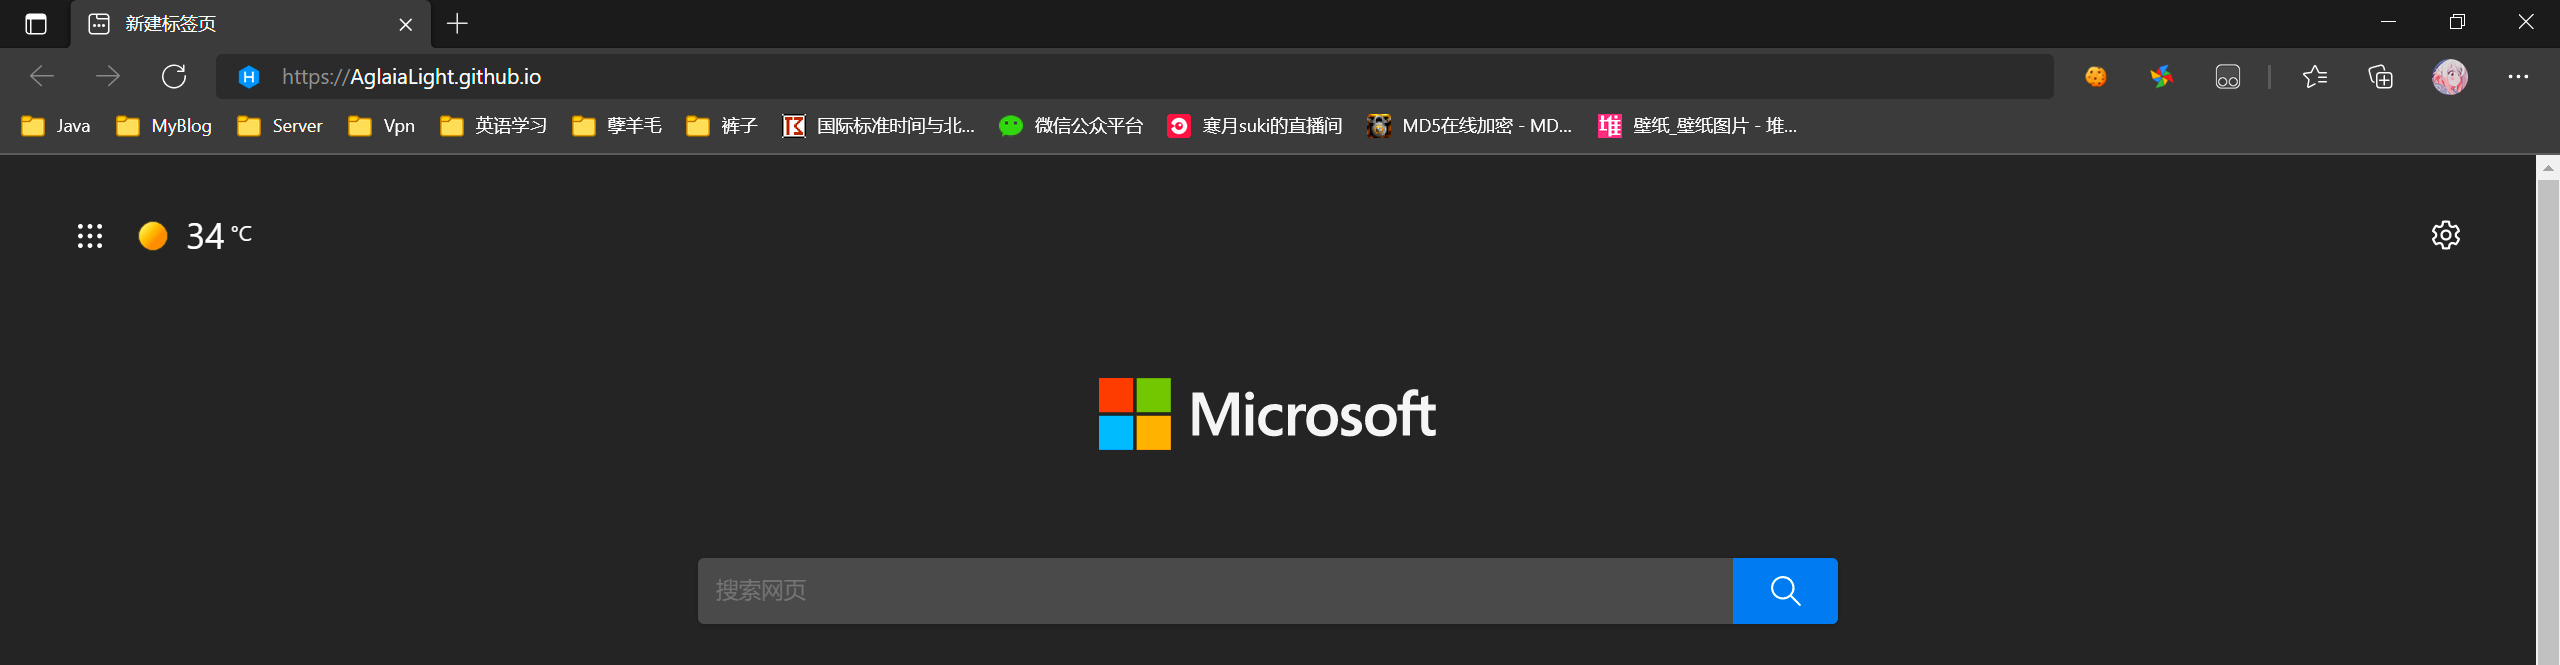 新建标签页
https://AglaiaLight.github.io
Java MyBlog Server Vpn 英语学习 孽羊毛 裤子 国际标准时间与北... 微信公众平台 寒月suki的直播间 MD5在线加密 - MD... 壁纸_壁纸图片 - 堆...
34 °C
Microsoft
搜索网页